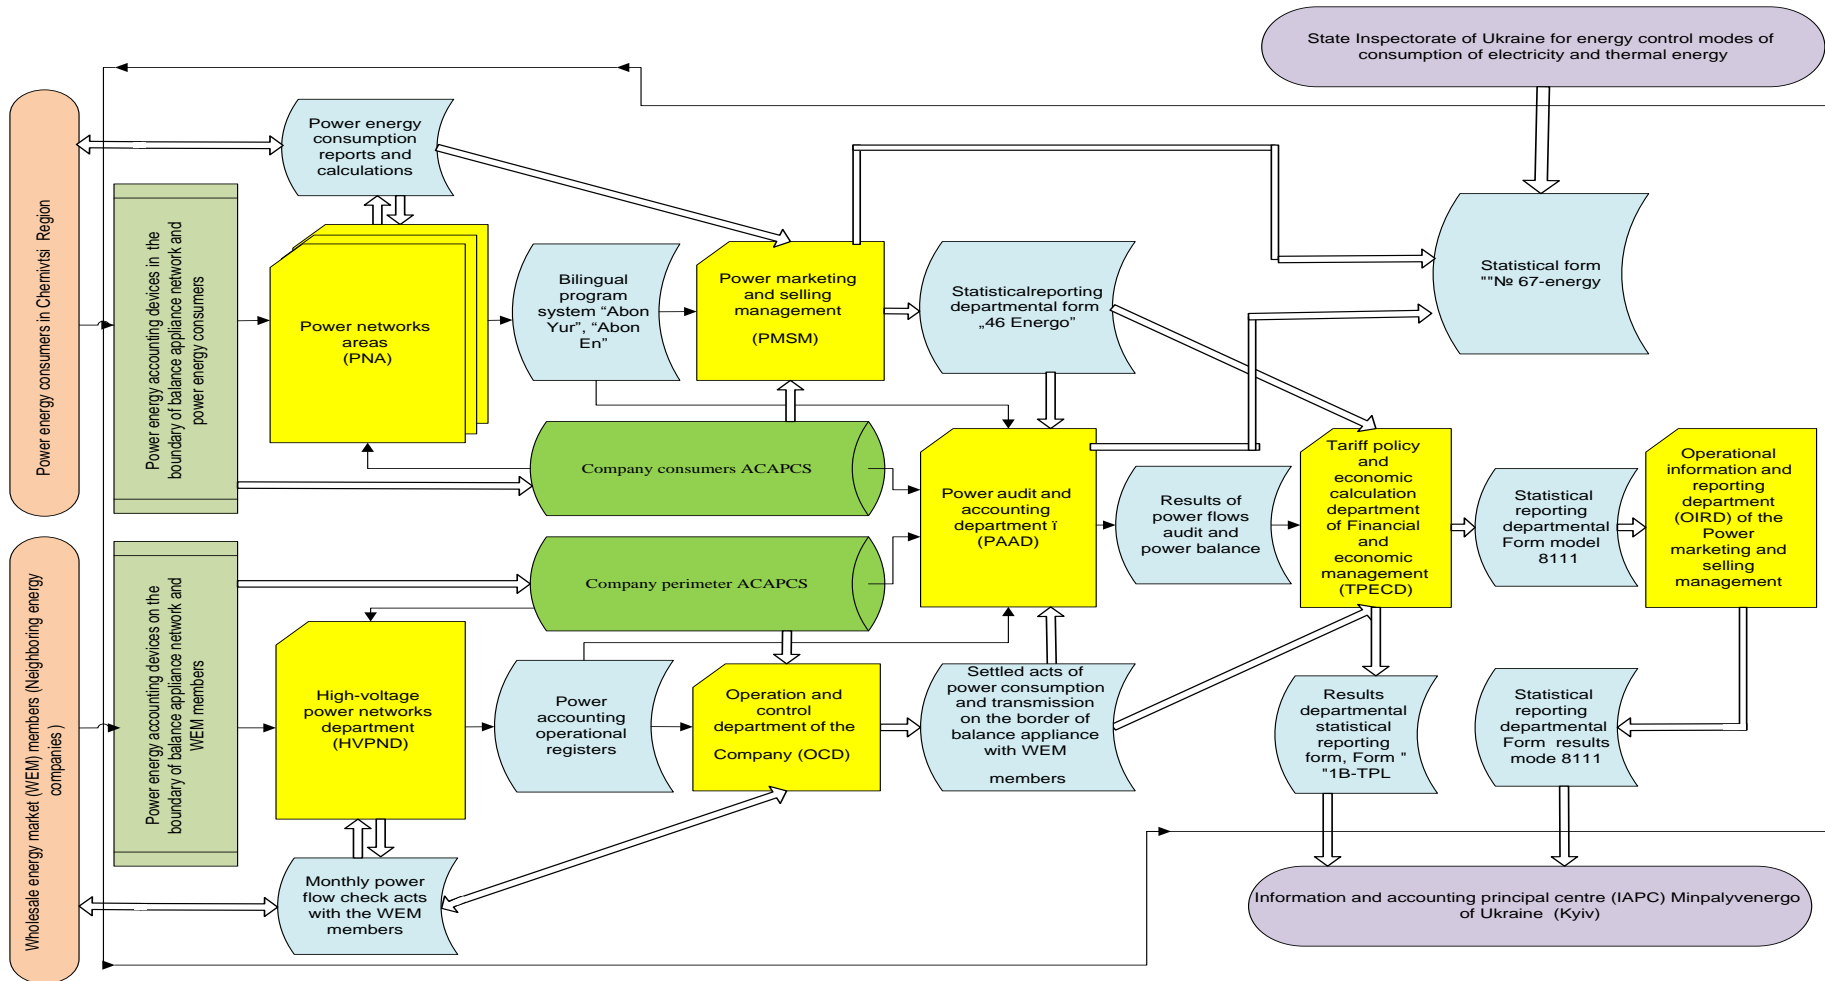 State Inspectorate of Ukraine for energy control modes of
consumption of electricity and thermal energy
Power energy consumers in Chernivtsi Region
Power energy accounting devices in the
boundary of balance appliance network and
power energy consumers
Power energy
consumption
reports and
calculations
Power networks
areas
(PNA)
Bilingual
program
system “Abon
Yur”, “Abon
En”
Power marketing
and selling
management
(PMSM)
Statisticalreporting
departmental form
„46 Energo”
Statistical form
""№ 67-energy
Company consumers ACAPCS
Company perimeter ACAPCS
Power audit and
accounting
department ï
(PAAD)
Results of
power flows
audit and
power balance
Tariff policy
and
economic
calculation
department
of Financial
and
economic
management
(TPECD)
Statistical
reporting
departmental
Form model
8111
Operational
information and
reporting
department
(OIRD) of the
Power
marketing and
selling
management
Wholesale energy market (WEM) members (Neighboring energy
companies)
Power energy accounting devices on the
boundary of balance appliance network and
WEM members
High-voltage
power networks
department
(HVPND)
Power
accounting
operational
registers
Operation and
control
department of the
Company (OCD)
Settled acts of
power consumption
and transmission
on the border of
balance appliance
with WEM
members
Results
departmental
statistical
reporting
form, Form "
"1B-TPL
Statistical
reporting
departmental
Form results
mode 8111
Monthly power
flow check acts
with the WEM
members
Information and accounting principal centre (IAPC) Minpalyvenergo
of Ukraine (Kyiv)